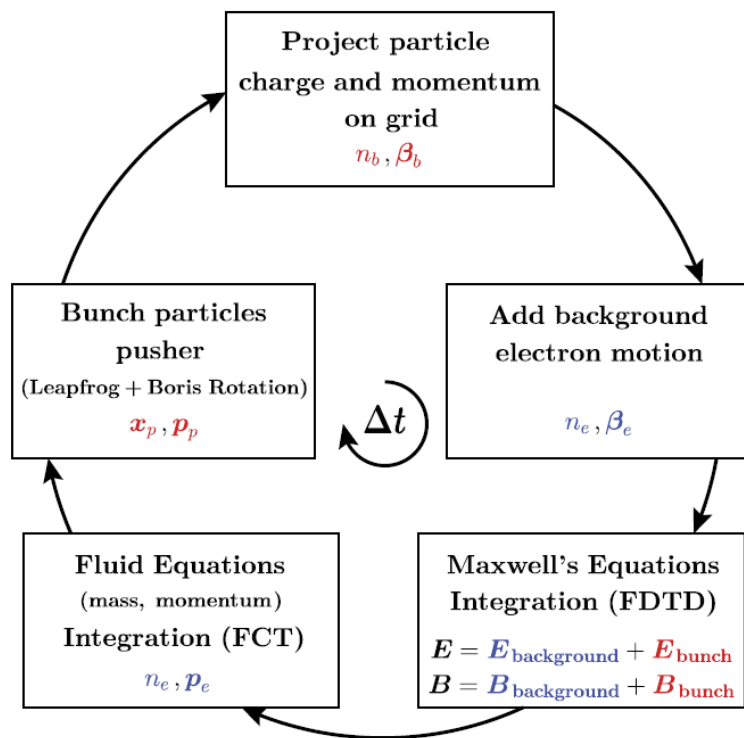 Project particle
charge and momentum
on grid
n_b , β_b
Add background
electron motion
n_e , β_e
Maxwell's Equations
Integration (FDTD)
E = E_background + E_bunch
B = B_background + B_bunch
Fluid Equations
(mass, momentum)
Integration (FCT)
n_e , p_e
Bunch particles
pusher
(Leapfrog + Boris Rotation)
x_p , p_p
Δt